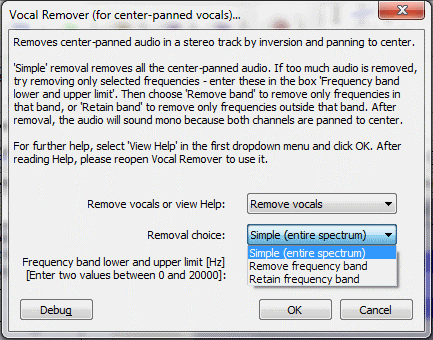 Vocal Remover (for center-panned vocals)...
Removes center-panned audio in a stereo track by inversion and panning to center.
'Simple' removal removes all the center-panned audio. If too much audio is removed,
try removing only selected frequencies - enter these in the box 'Frequency band
lower and upper limit'. Then choose 'Remove band' to remove only frequencies in
that band, or 'Retain band' to remove only frequencies outside that band. After
removal, the audio will sound mono because both channels are panned to center.
For further help, select 'View Help' in the first dropdown menu and click OK. After
reading Help, please reopen Vocal Remover to use it.
Remove vocals or view Help: Remove vocals
Removal choice: Simple (entire spectrum)
Simple (entire spectrum)
Frequency band lower and upper limit [Hz] Remove frequency band
[Enter two values between 0 and 20000]: Retain frequency band
Debug OK Cancel